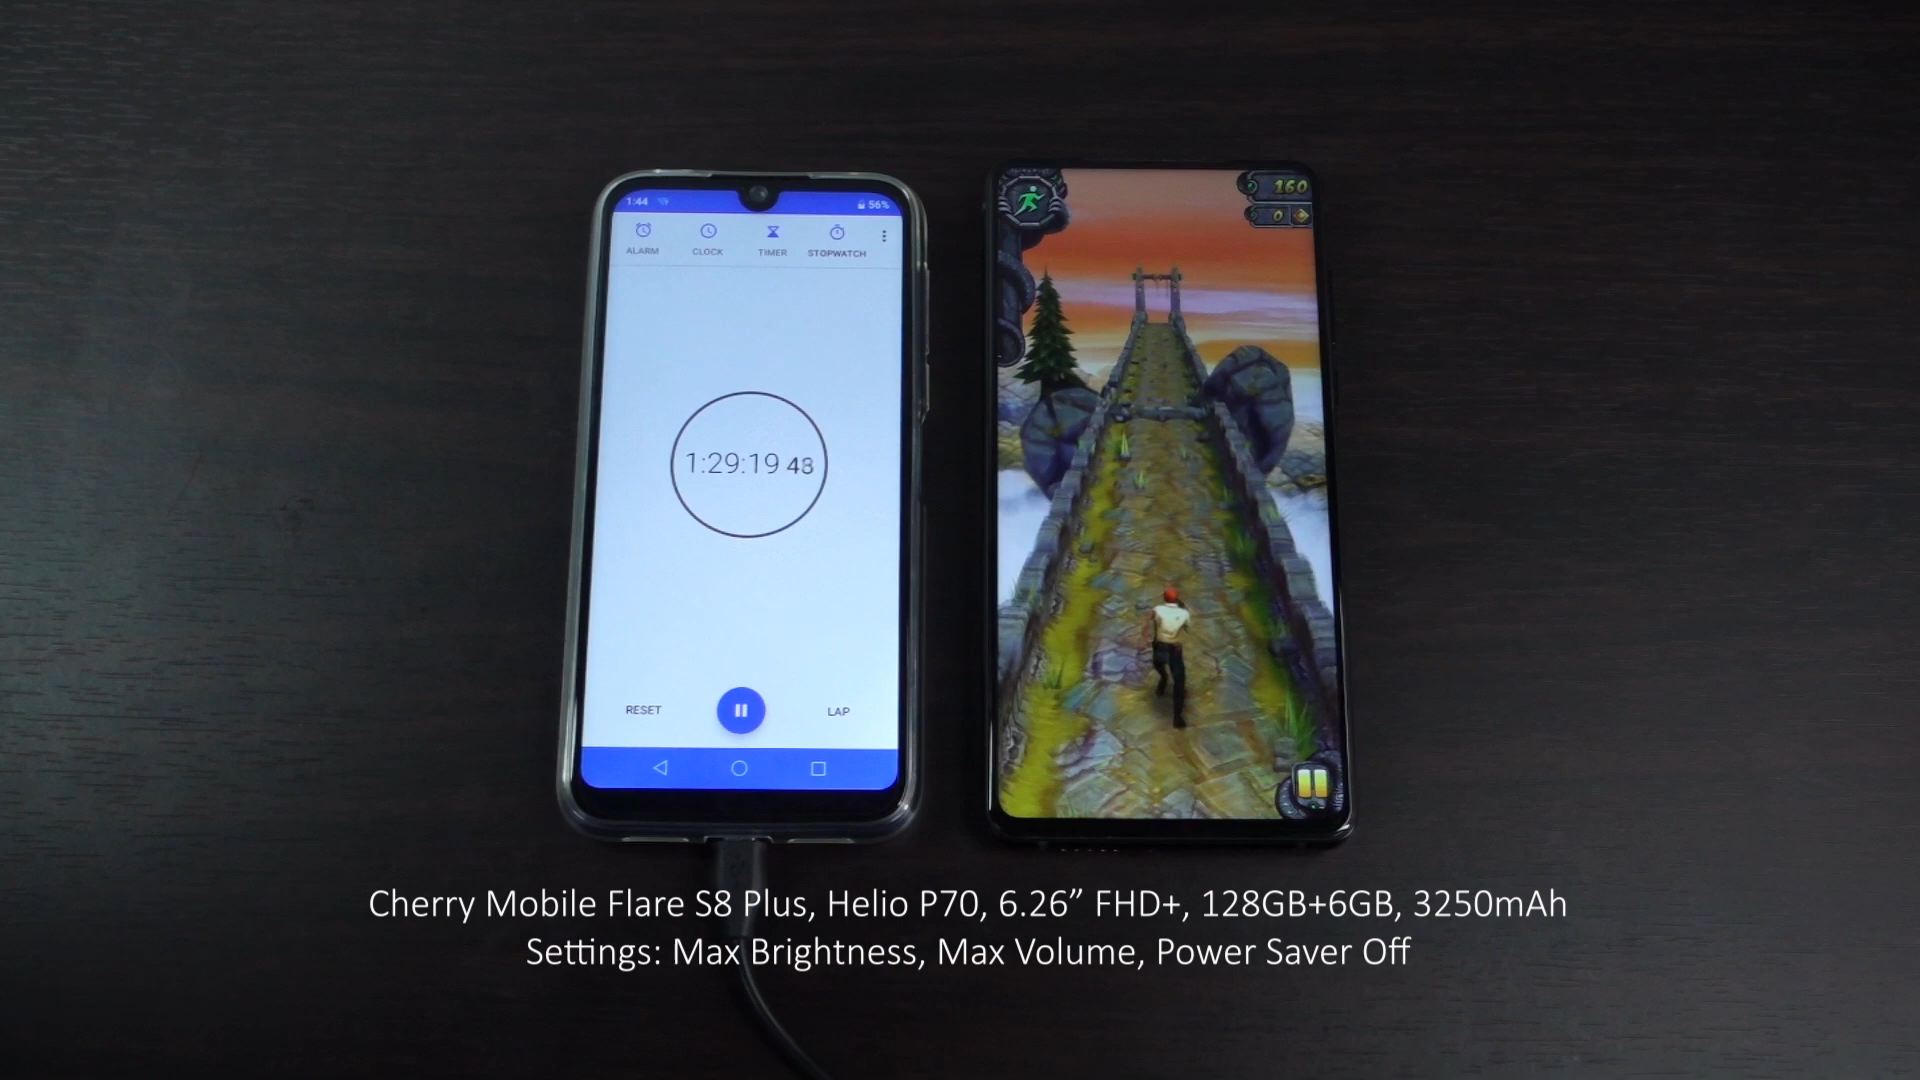 1:44
56%
ALARM CLOCK TIMER STOPWATCH
1:29:19 48
RESET
LAP
160
0
Cherry Mobile Flare S8 Plus, Helio P70, 6.26” FHD+, 128GB+6GB, 3250mAh
Settings: Max Brightness, Max Volume, Power Saver Off